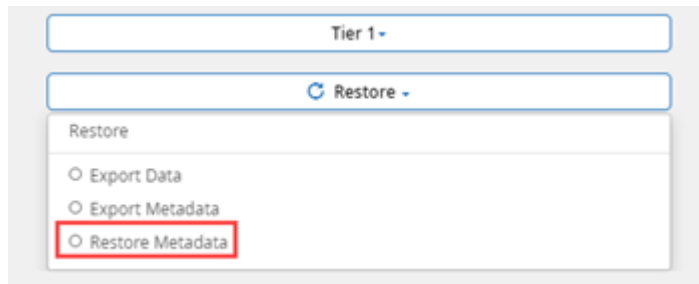 Tier 1
Restore
Restore
Export Data
Export Metadata
Restore Metadata